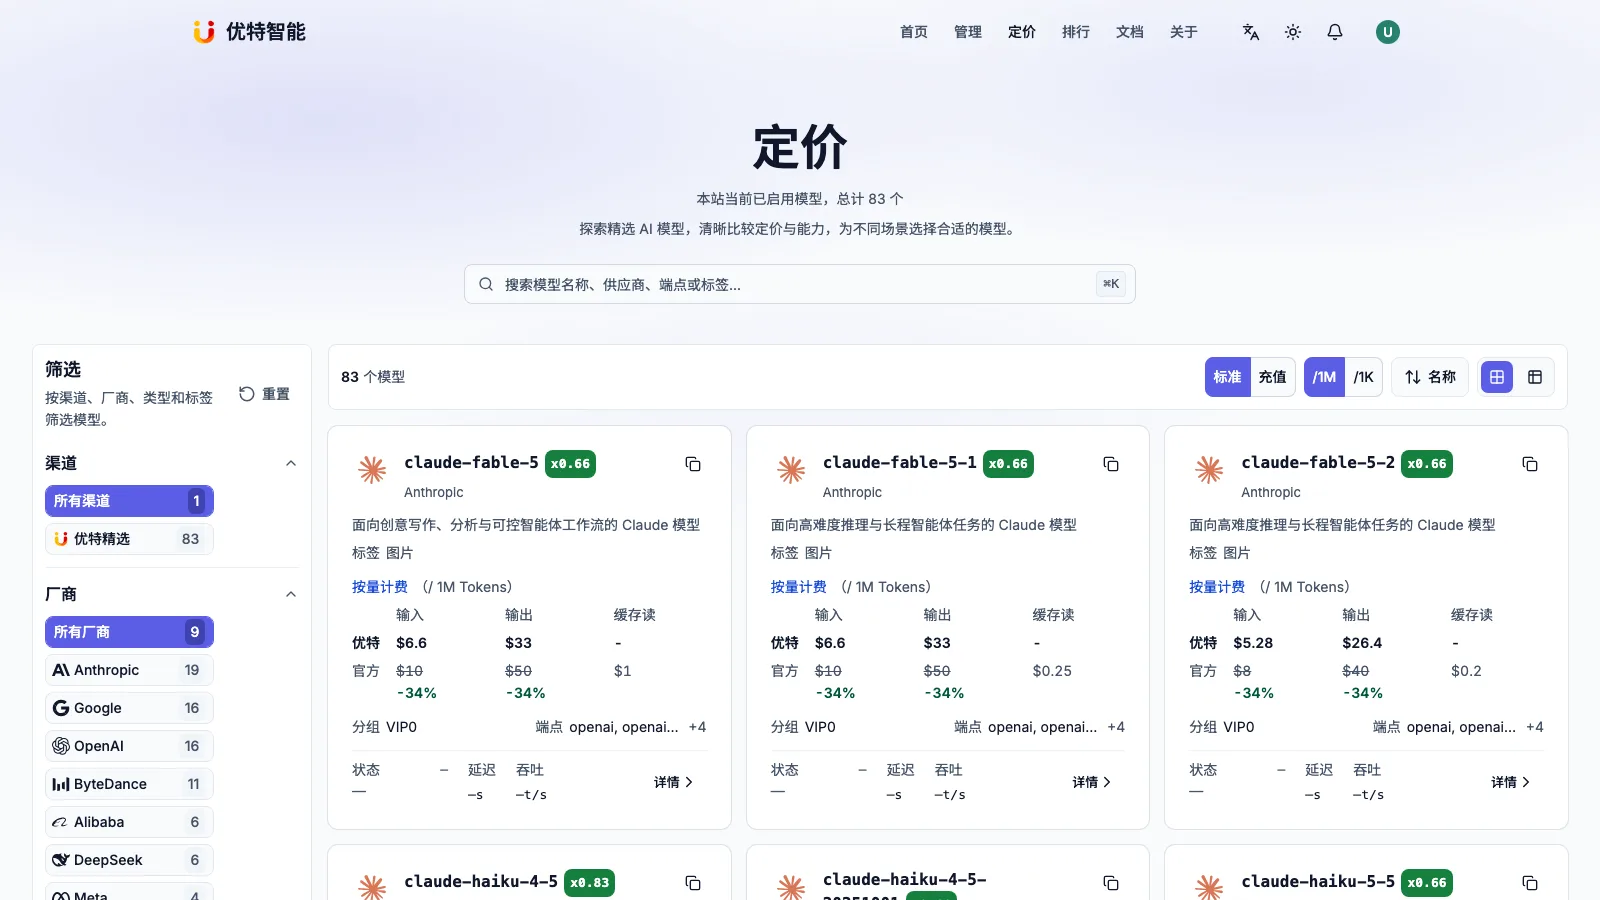 优特智能
首页 管理 定价 排行 文档 关于
U
定价
本站当前已启用模型，总计 83 个
探索精选 AI 模型，清晰比较定价与能力，为不同场景选择合适的模型。
搜索模型名称、供应商、端点或标签... ⌘K
筛选
按渠道、厂商、类型和标签筛选模型。
重置
渠道
所有渠道 1
优特精选 83
厂商
所有厂商 9
Anthropic 19
Google 16
OpenAI 16
ByteDance 11
Alibaba 6
DeepSeek 6
Meta 4
83 个模型
标准 充值 /1M /1K 名称
claude-fable-5 x0.66
Anthropic
面向创意写作、分析与可控智能体工作流的 Claude 模型
标签 图片
按量计费 （/ 1M Tokens）
输入 输出 缓存读
优特 $6.6 $33 -
官方 $10 $50 $1
-34% -34%
分组 VIP0 端点 openai, openai... +4
状态 – 延迟 吞吐
— –s –t/s
详情
claude-fable-5-1 x0.66
Anthropic
面向高难度推理与长程智能体任务的 Claude 模型
标签 图片
按量计费 （/ 1M Tokens）
输入 输出 缓存读
优特 $6.6 $33 -
官方 $10 $50 $0.25
-34% -34%
分组 VIP0 端点 openai, openai... +4
状态 – 延迟 吞吐
— –s –t/s
详情
claude-fable-5-2 x0.66
Anthropic
面向高难度推理与长程智能体任务的 Claude 模型
标签 图片
按量计费 （/ 1M Tokens）
输入 输出 缓存读
优特 $5.28 $26.4 -
官方 $8 $40 $0.2
-34% -34%
分组 VIP0 端点 openai, openai... +4
状态 – 延迟 吞吐
— –s –t/s
详情
claude-haiku-4-5 x0.83
claude-haiku-4-5-
claude-haiku-5-5 x0.66